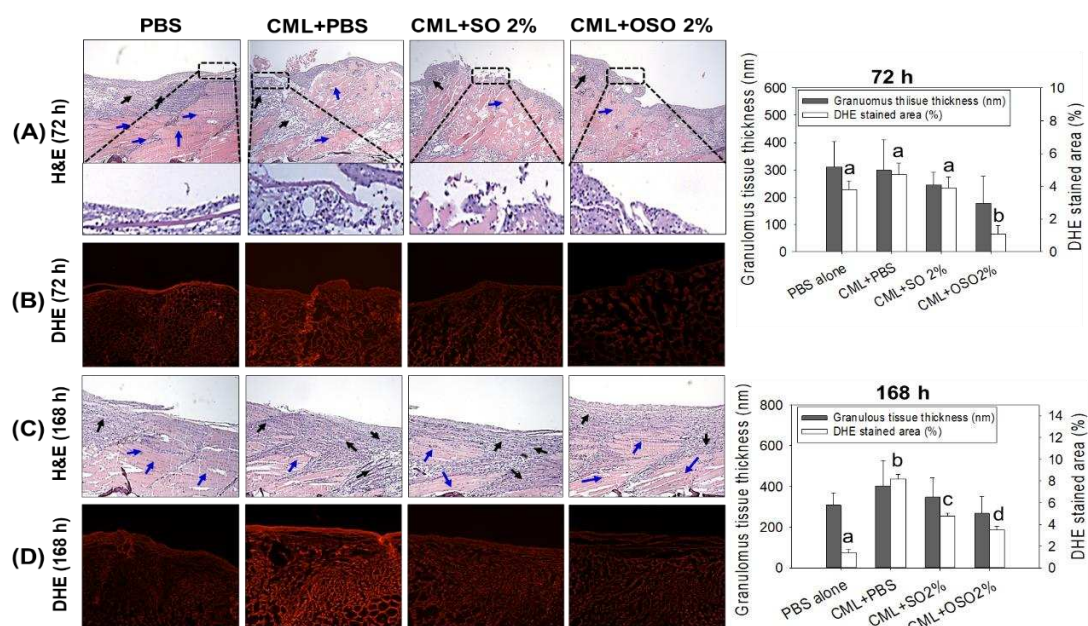 PBS CML+PBS CML+SO 2% CML+OSO 2%
(A)
H&E (72 h)
(B)
DHE (72 h)
(C)
H&E (168 h)
(D)
DHE (168 h)
72 h
Granulomus tissue thickness (nm)
600
500
400
300
200
100
0
Granuomus thiisue thickness (nm)
DHE stained area (%)
a
a
a
b
10
8
6
4
2
0
DHE stained area (%)
PBS alone
CML+PBS
CML+SO 2%
CML+OSO2%
168 h
Granulomus tissue thickness (nm)
800
600
400
200
0
Granulous tissue thickness (nm)
DHE stained area (%)
a
b
c
d
14
12
10
8
6
4
2
0
DHE stained area (%)
PBS alone
CML+PBS
CML+SO2%
CML+OSO2%